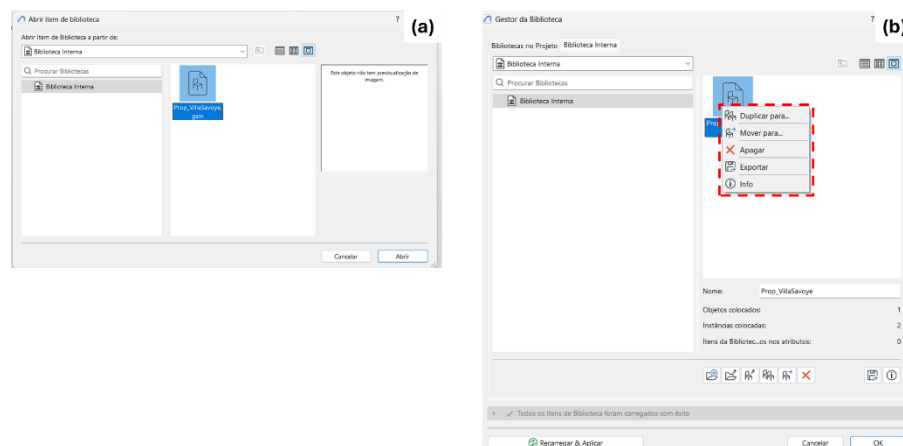 Abrir item de biblioteca
?
(a)
Abrir Item de Biblioteca a partir de:
Biblioteca Interna
Procurar Bibliotecas
Biblioteca Interna
Prop_VillaSavoye.
gsm
Este objeto não tem previsualização de
imagem.
Cancelar
Abrir
Gestor da Biblioteca
?
(b)
Bibliotecas no Projeto
Biblioteca Interna
Biblioteca Interna
Procurar Bibliotecas
Biblioteca Interna
Prop
Duplicar para...
Mover para...
Apagar
Exportar
Info
Nome:
Prop_VillaSavoye
Objetos colocados:
1
Instâncias colocadas:
2
Itens da Bibliotec...os nos atributos:
0
Todos os Itens de Biblioteca foram carregados com êxito
Recarregar & Aplicar
Cancelar
OK